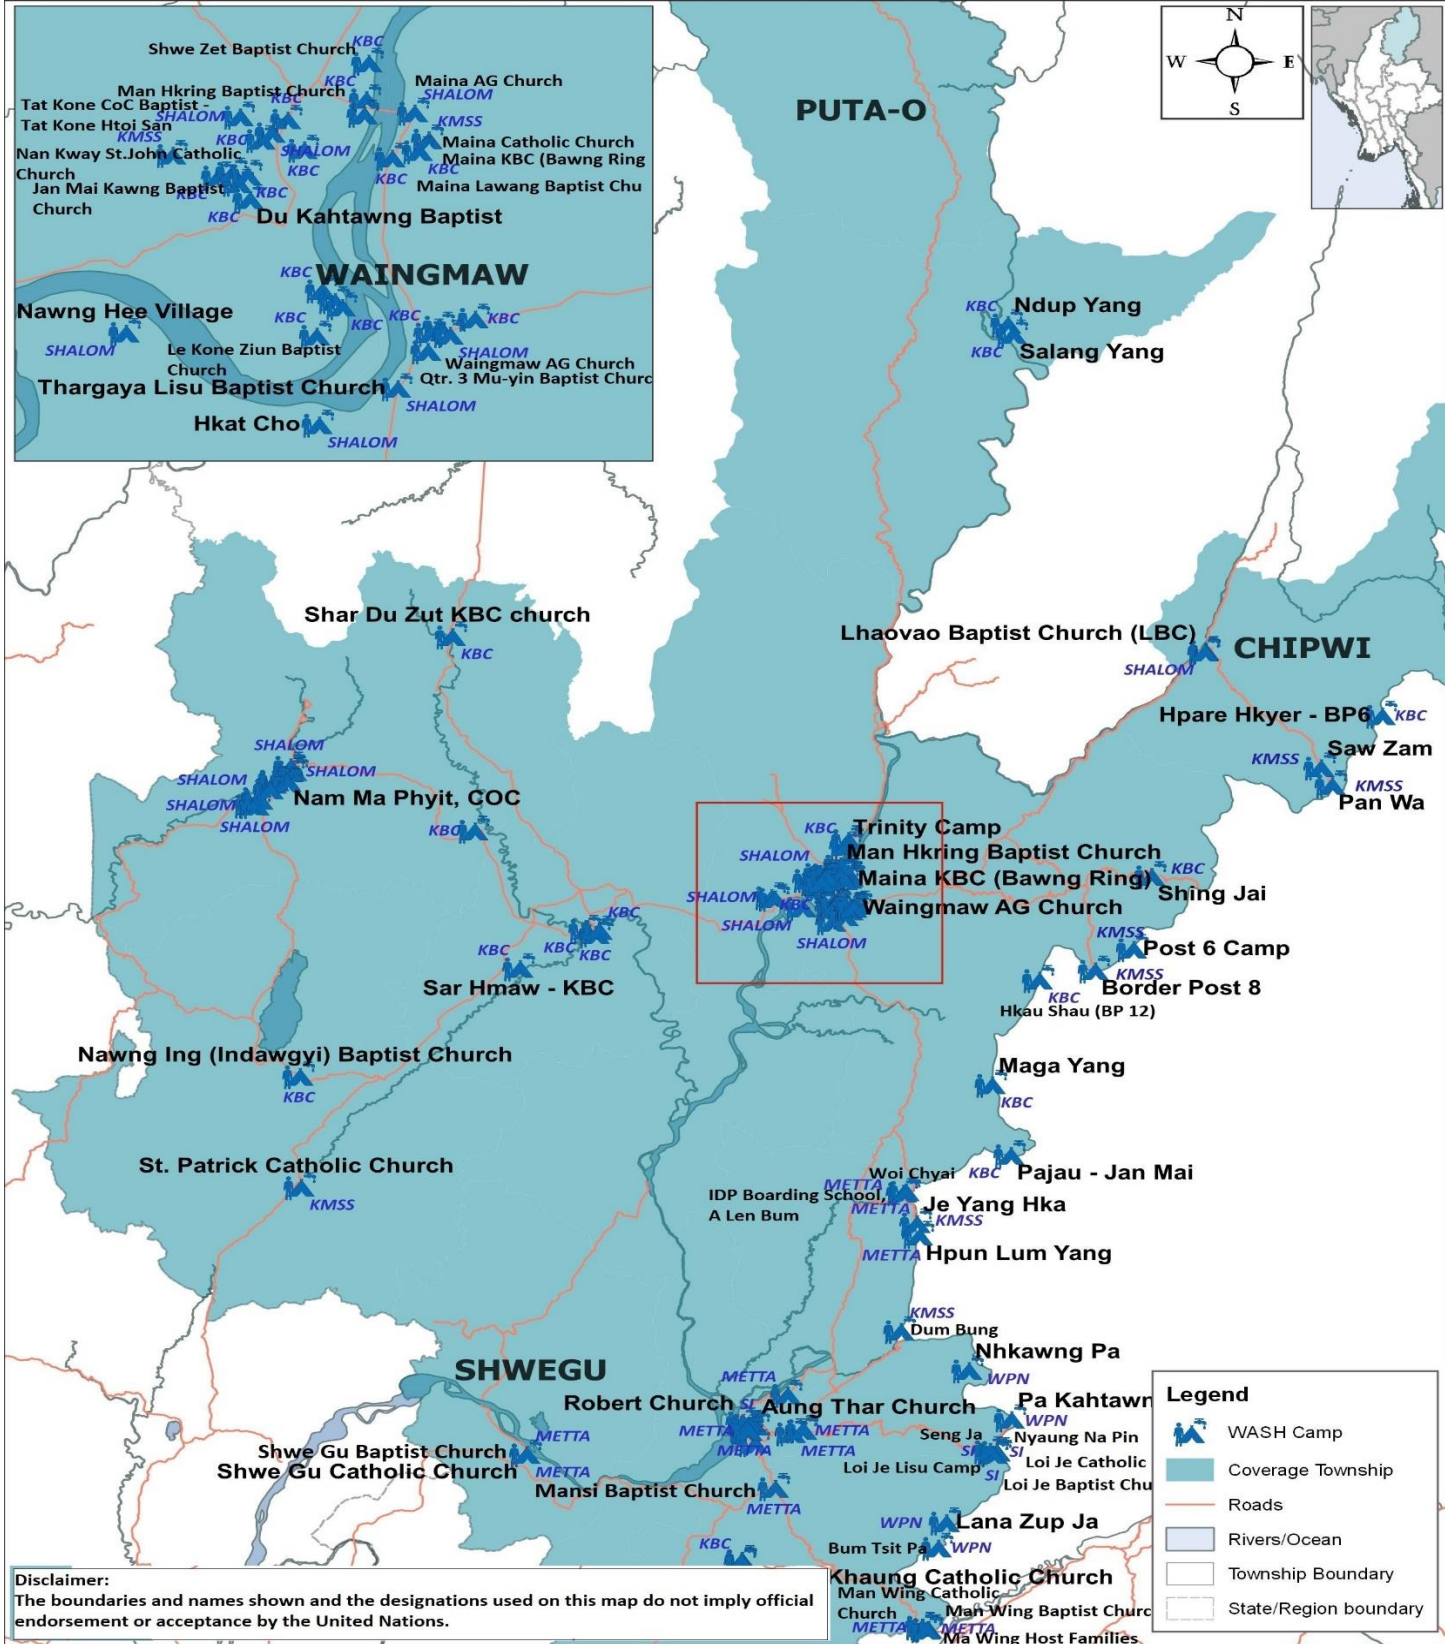 Shwe Zet Baptist Church
KBC
KBC
Man Hkring Baptist Church
KBC
Maina AG Church
SHALOM
Tat Kone CoC Baptist -
SHALOM
Tat Kone Htoi San
KMSS
KBC
SHALOM
KMSS
Maina Catholic Church
Nan Kway St.John Catholic
Church
KBC
KBC
KBC
Maina KBC (Bawng Ring
Jan Mai Kawng Baptist
Church
KBC
KBC
Maina Lawang Baptist Chu
KBC
Du Kahtawng Baptist
KBC
WAINGMAW
Nawng Hee Village
SHALOM
KBC
KBC
KBC
KBC
Le Kone Ziun Baptist
Church
SHALOM
Waingmaw AG Church
Qtr. 3 Mu-yin Baptist Churc
Thargaya Lisu Baptist Church
SHALOM
Hkat Cho
SHALOM
PUTA-O
N
W
E
S
KBC
Ndup Yang
KBC
Salang Yang
Shar Du Zut KBC church
KBC
Lhaovao Baptist Church (LBC)
SHALOM
CHIPWI
Hpare Hkyer - BP6
KBC
Saw Zam
KMSS
KMSS
Pan Wa
SHALOM
SHALOM
SHALOM
SHALOM
Nam Ma Phyit, COC
SHALOM
KBC
KBC
Trinity Camp
SHALOM
Man Hkring Baptist Church
Maina KBC (Bawng Ring)
KBC
Shing Jai
SHALOM
KBC
Waingmaw AG Church
SHALOM
SHALOM
KBC
KBC
KBC
KBC
Sar Hmaw - KBC
KMSS
Post 6 Camp
KMSS
Border Post 8
KBC
Hkau Shau (BP 12)
Nawng Ing (Indawgyi) Baptist Church
KBC
Maga Yang
KBC
St. Patrick Catholic Church
KMSS
KBC
Pajau - Jan Mai
Woi Chyai
METTA
IDP Boarding School,
A Len Bum
METTA
Je Yang Hka
KMSS
METTA
Hpun Lum Yang
KMSS
Dum Bung
Nhkawng Pa
WPN
SHWEGU
METTA
Robert Church
SI
Aung Thar Church
METTA
METTA
METTA
METTA
Pa Kahtawn
WPN
Seng Ja
Nyaung Na Pin
SI
SI
Loi Je Catholic
Loi Je Lisu Camp
SI
Loi Je Baptist Chu
METTA
Shwe Gu Baptist Church
Shwe Gu Catholic Church
METTA
Mansi Baptist Church
METTA
WPN
Lana Zup Ja
Bum Tsit Pa
WPN
KBC
Khaung Catholic Church
Man Wing Catholic
Church
Man Wing Baptist Churc
METTA
METTA
Ma Wing Host Families
Legend
WASH Camp
Coverage Township
Roads
Rivers/Ocean
Township Boundary
State/Region boundary
Disclaimer:
The boundaries and names shown and the designations used on this map do not imply official
endorsement or acceptance by the United Nations.